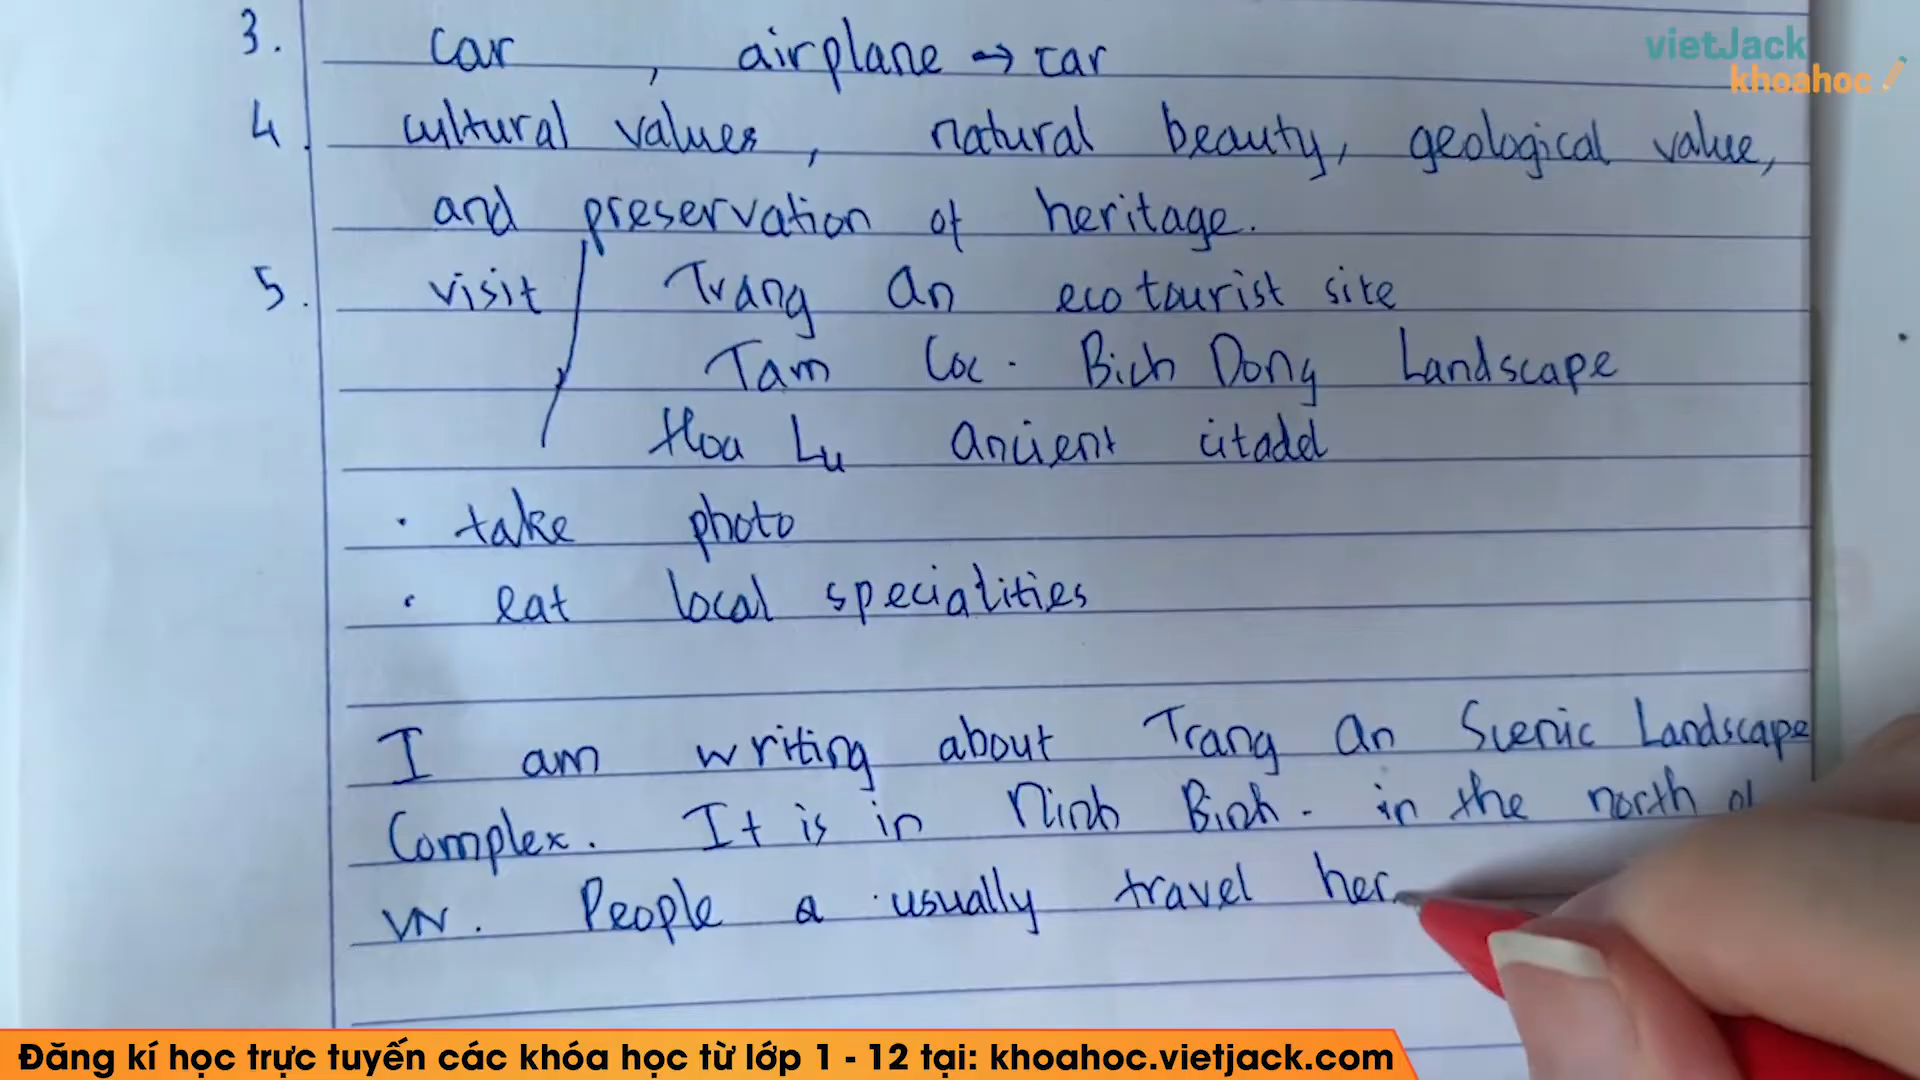 vietJack
khoahoc
3. car , airplane → car
4. cultural values, natural beauty, geological value,
and preservation of heritage.
5. visit Trang An ecotourist site
Tam Coc - Bich Dong Landscape
Hoa Lu Ancient citadel
· take photo
· eat local specialities
I am writing about Trang An Scenic Landscape
Complex. It is in Ninh Binh - in the north of
VN. People a usually travel her
Đăng kí học trực tuyến các khóa học từ lớp 1 - 12 tại: khoahoc.vietjack.com